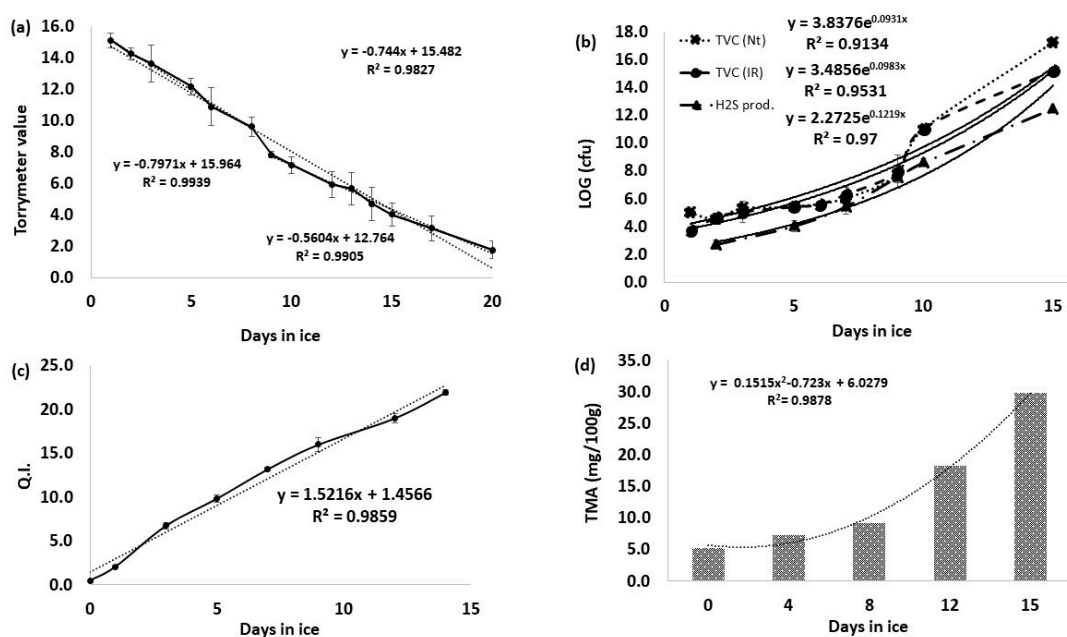 (a)
16.0
14.0
12.0
10.0
8.0
6.0
4.0
2.0
0.0
Torrymeter value
y = -0.744x + 15.482
R² = 0.9827
y = -0.7971x + 15.964
R² = 0.9939
y = -0.5604x + 12.764
R² = 0.9905
0 5 10 15 20
Days in ice
(b)
18.0
16.0
14.0
12.0
10.0
8.0
6.0
4.0
2.0
0.0
LOG (cfu)
TVC (Nt)
TVC (IR)
H2S prod.
y = 3.8376e^0.0931x
R² = 0.9134
y = 3.4856e^0.0983x
R² = 0.9531
y = 2.2725e^0.1219x
R² = 0.97
0 5 10 15
Days in ice
(c)
25.0
20.0
15.0
10.0
5.0
0.0
Q.I.
y = 1.5216x + 1.4566
R² = 0.9859
0 5 10 15
Days in ice
(d)
35.0
30.0
25.0
20.0
15.0
10.0
5.0
0.0
TMA (mg/100g)
y = 0.1515x²-0.723x + 6.0279
R²= 0.9878
0 4 8 12 15
Days in ice